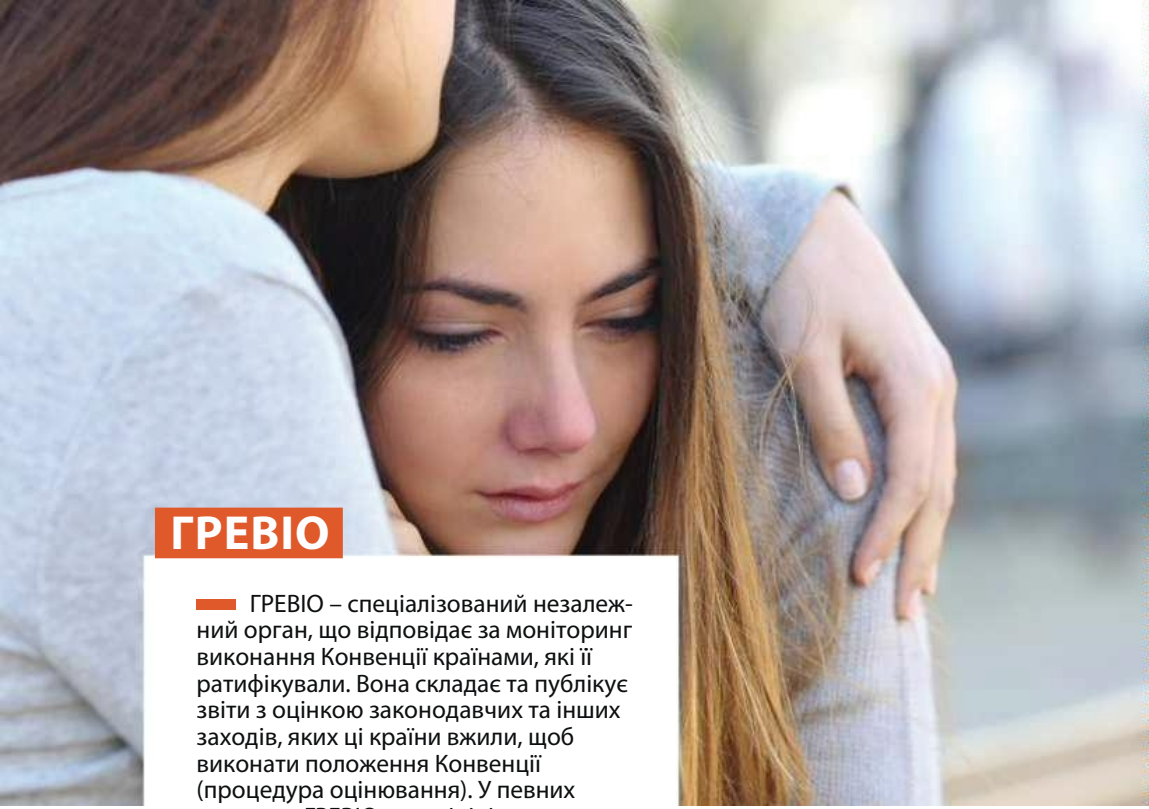 ГРЕВІО
ГРЕВІО – спеціалізований незалеж-
ний орган, що відповідає за моніторинг
виконання Конвенції країнами, які її
ратифікували. Вона складає та публікує
звіти з оцінкою законодавчих та інших
заходів, яких ці країни вжили, щоб
виконати положення Конвенції
(процедура оцінювання). У певних